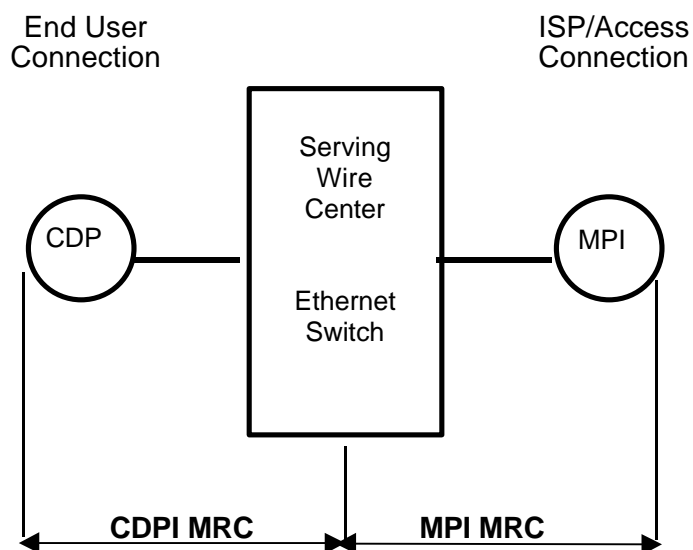 End User
Connection
ISP/Access
Connection
Serving
Wire
Center
CDP
MPI
Ethernet
Switch
CDPI MRC
MPI MRC